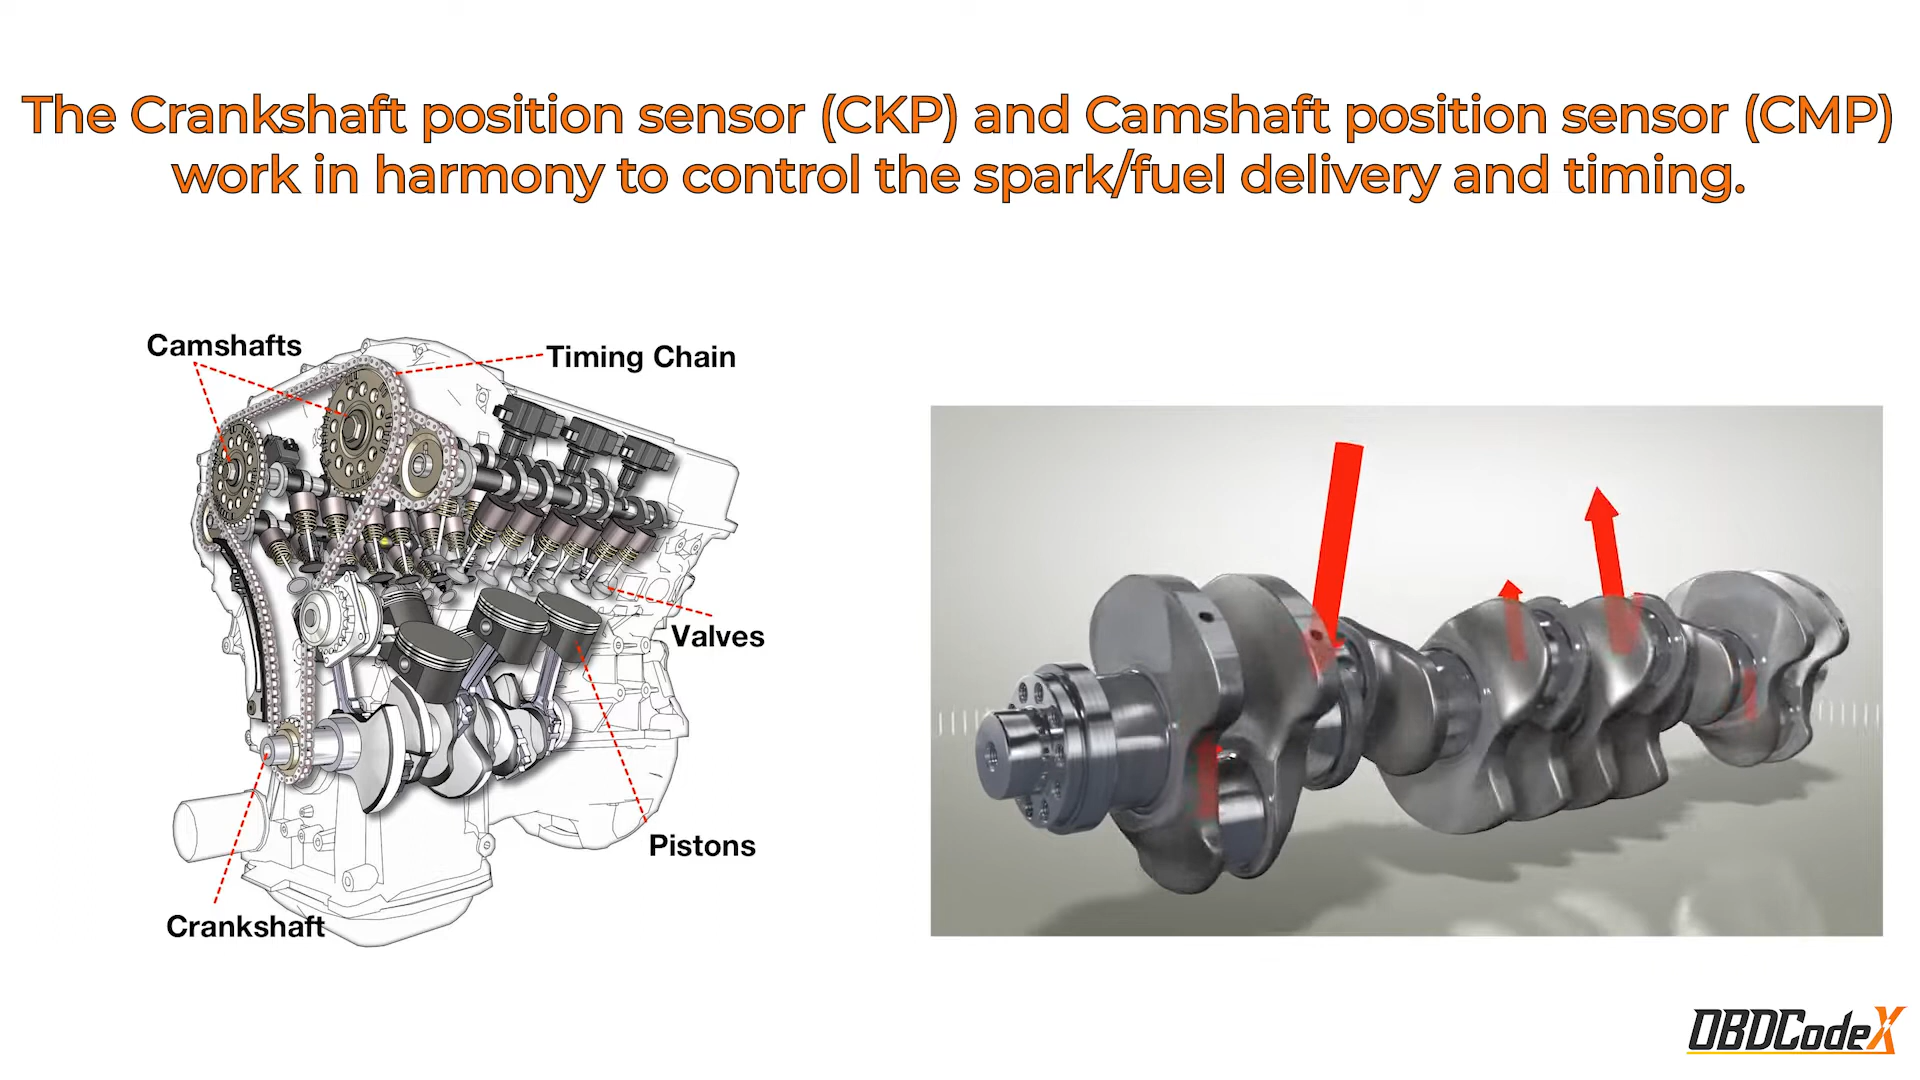 The Crankshaft position sensor (CKP) and Camshaft position sensor (CMP)
work in harmony to control the spark/fuel delivery and timing.
Camshafts
Timing Chain
Valves
Pistons
Crankshaft
OBDCodeX